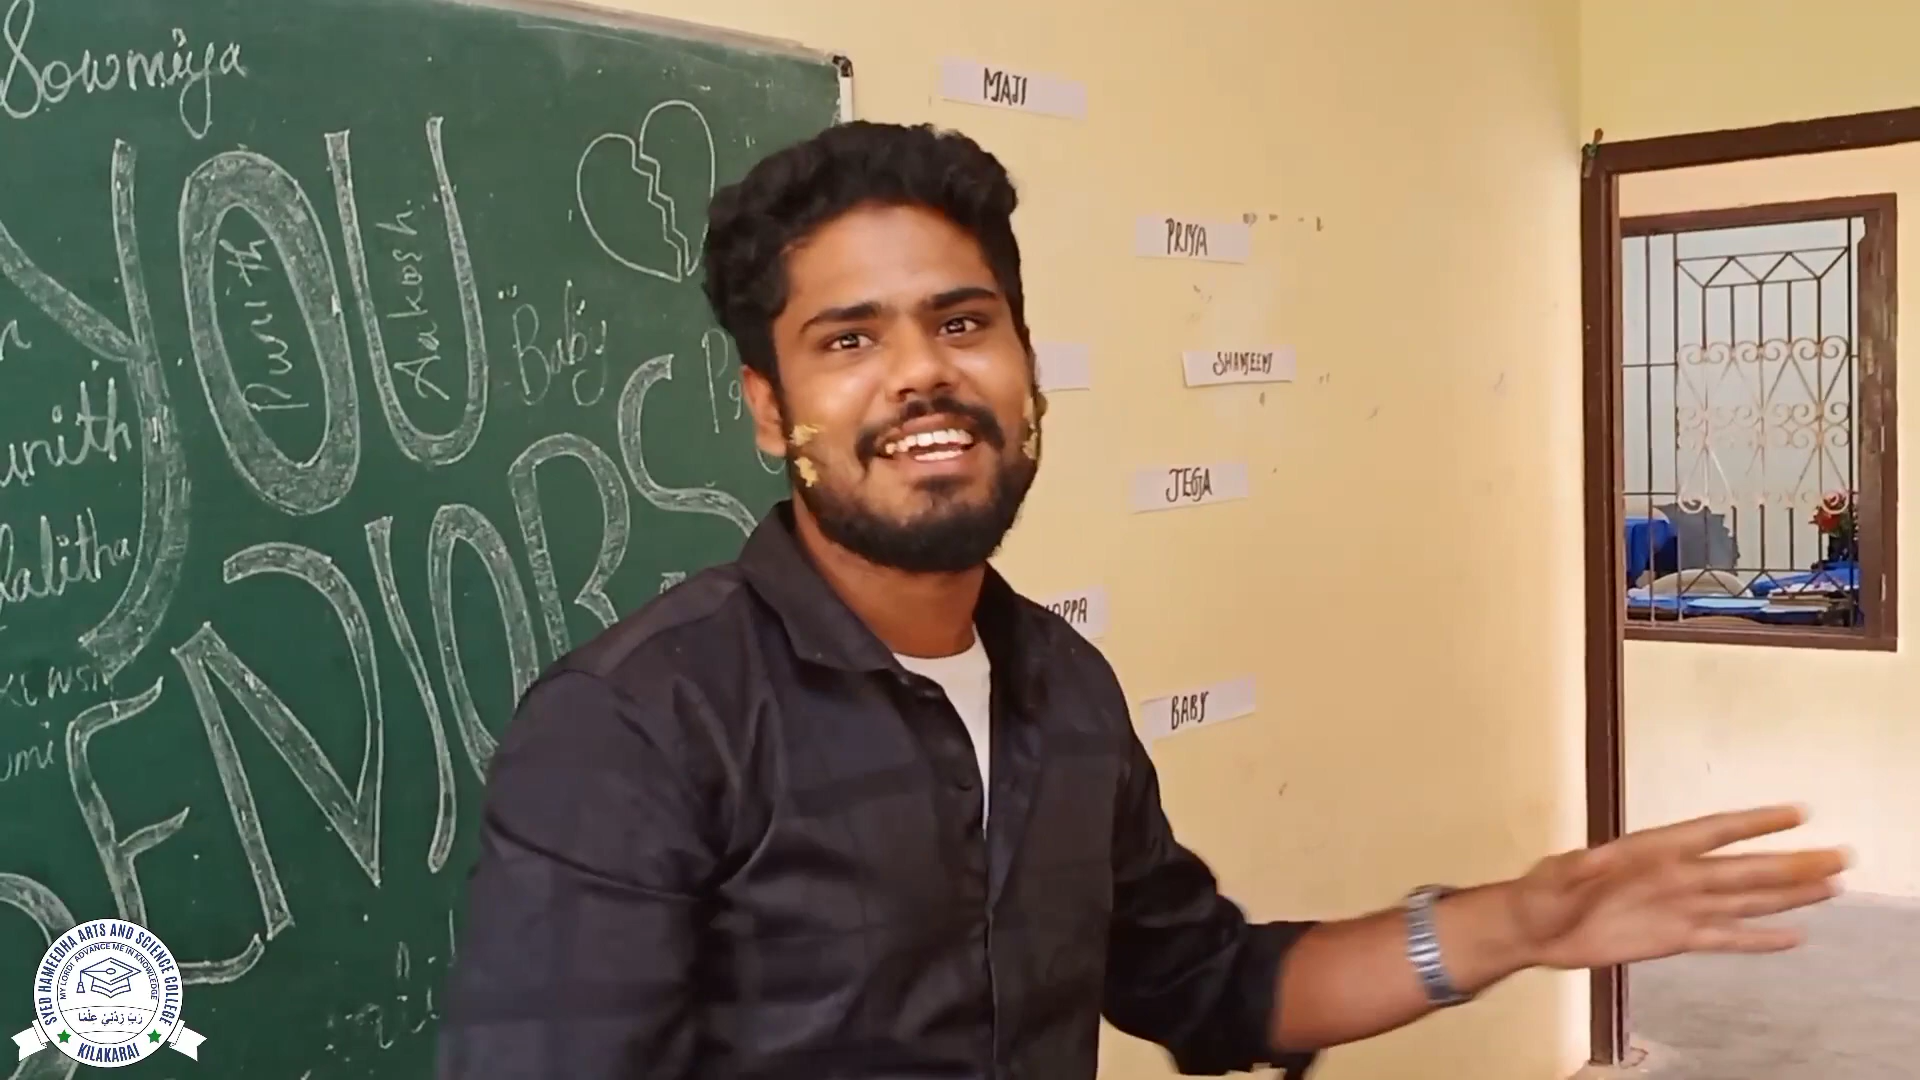 Sowmiya
YOU
Punith
Aakash
Baby
unith
Lalitha
SENIORS
MAJI
PRIYA
SHANJEEVI
JEGA
BABY
SYED HAMEEDHA ARTS AND SCIENCE COLLEGE
MY LORD! ADVANCE ME IN KNOWLEDGE
رَبِّ زِدْنِيْ عِلْمًا
KILAKARAI